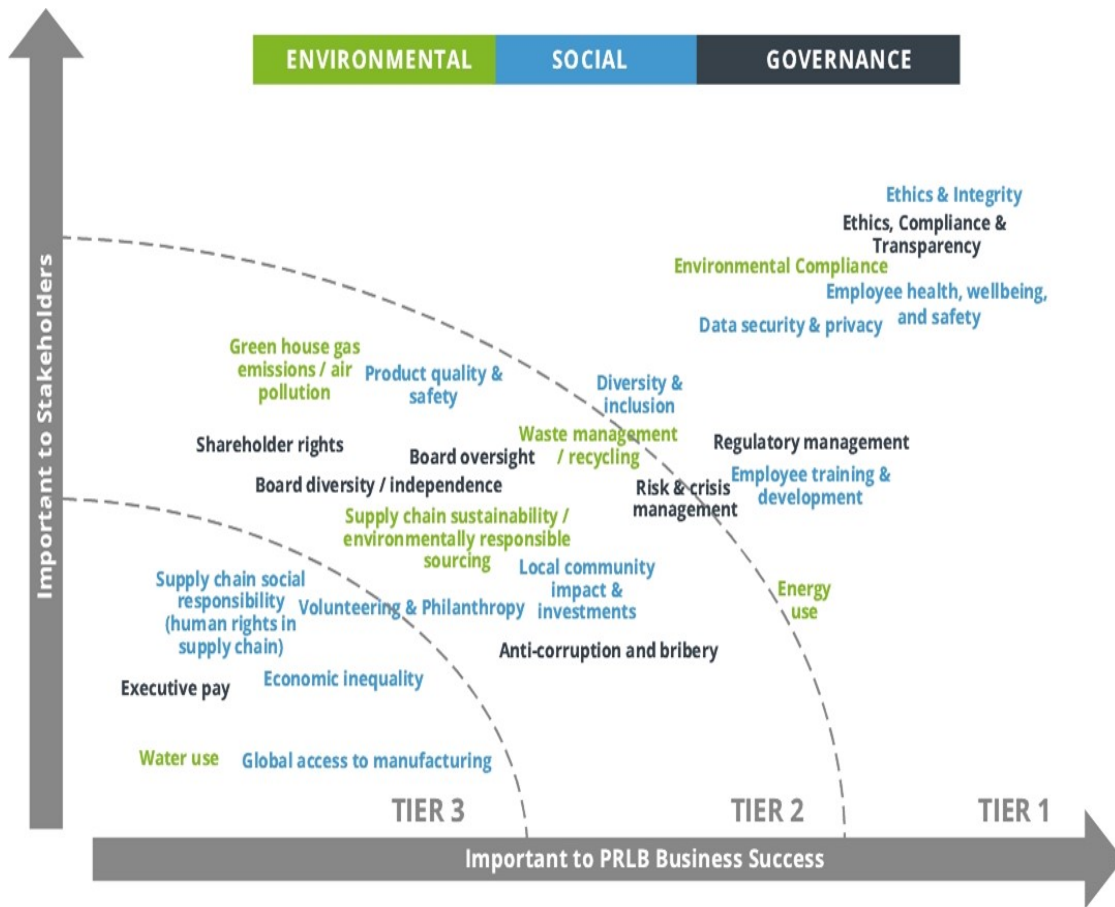 ENVIRONMENTAL
SOCIAL
GOVERNANCE
Important to Stakeholders
Ethics & Integrity
Ethics, Compliance &
Transparency
Environmental Compliance
Employee health, wellbeing,
and safety
Data security & privacy
Green house gas
emissions / air
pollution
Product quality &
safety
Diversity &
inclusion
Waste management
/ recycling
Shareholder rights
Board oversight
Regulatory management
Board diversity / independence
Risk & crisis
management
Employee training &
development
Supply chain sustainability /
environmentally responsible
sourcing
Local community
impact &
investments
Supply chain social
responsibility
(human rights in
supply chain)
Volunteering & Philanthropy
Energy
use
Anti-corruption and bribery
Executive pay
Economic inequality
Water use
Global access to manufacturing
TIER 3
TIER 2
TIER 1
Important to PRLB Business Success